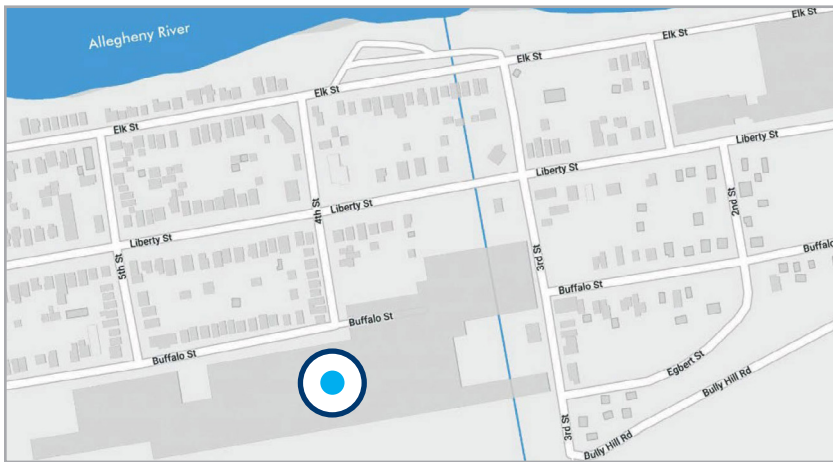 Allegheny River
Elk St
Elk St
Elk St
Elk St
Elk St
Liberty St
Liberty St
Liberty St
Liberty St
4th St
2nd St
5th St
3rd St
Buffalo
Buffalo St
Buffalo St
Buffalo St
Egbert St
Bully Hill Rd
3rd St
Bully Hill Rd